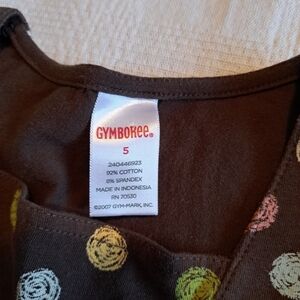 GYMBOREE®
5
240446923
92% COTTON
8% SPANDEX
MADE IN INDONESIA
RN 70530
©2007 GYM-MARK, INC.